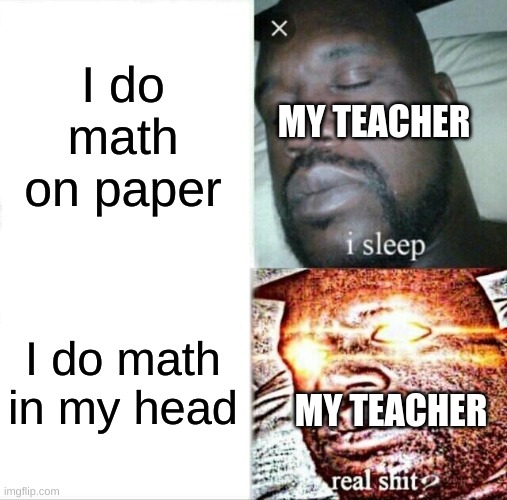 I do
math
on paper
MY TEACHER
i sleep
I do math
in my head
MY TEACHER
real shit?
imgflip.com